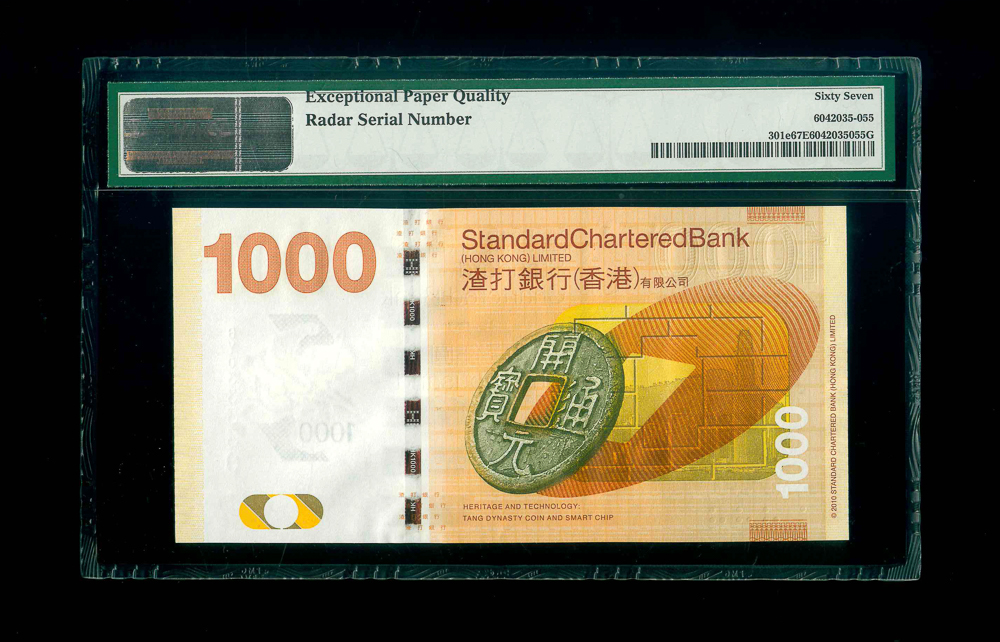 Exceptional Paper Quality
Radar Serial Number
Sixty Seven
6042035-055
301e67E6042035055G
1000
StandardCharteredBank
(HONG KONG) LIMITED
渣打銀行(香港)有限公司
開
寶 通
元
HK1000
HK1000
1000
1000
HERITAGE AND TECHNOLOGY:
TANG DYNASTY COIN AND SMART CHIP
© 2010 STANDARD CHARTERED BANK (HONG KONG) LIMITED